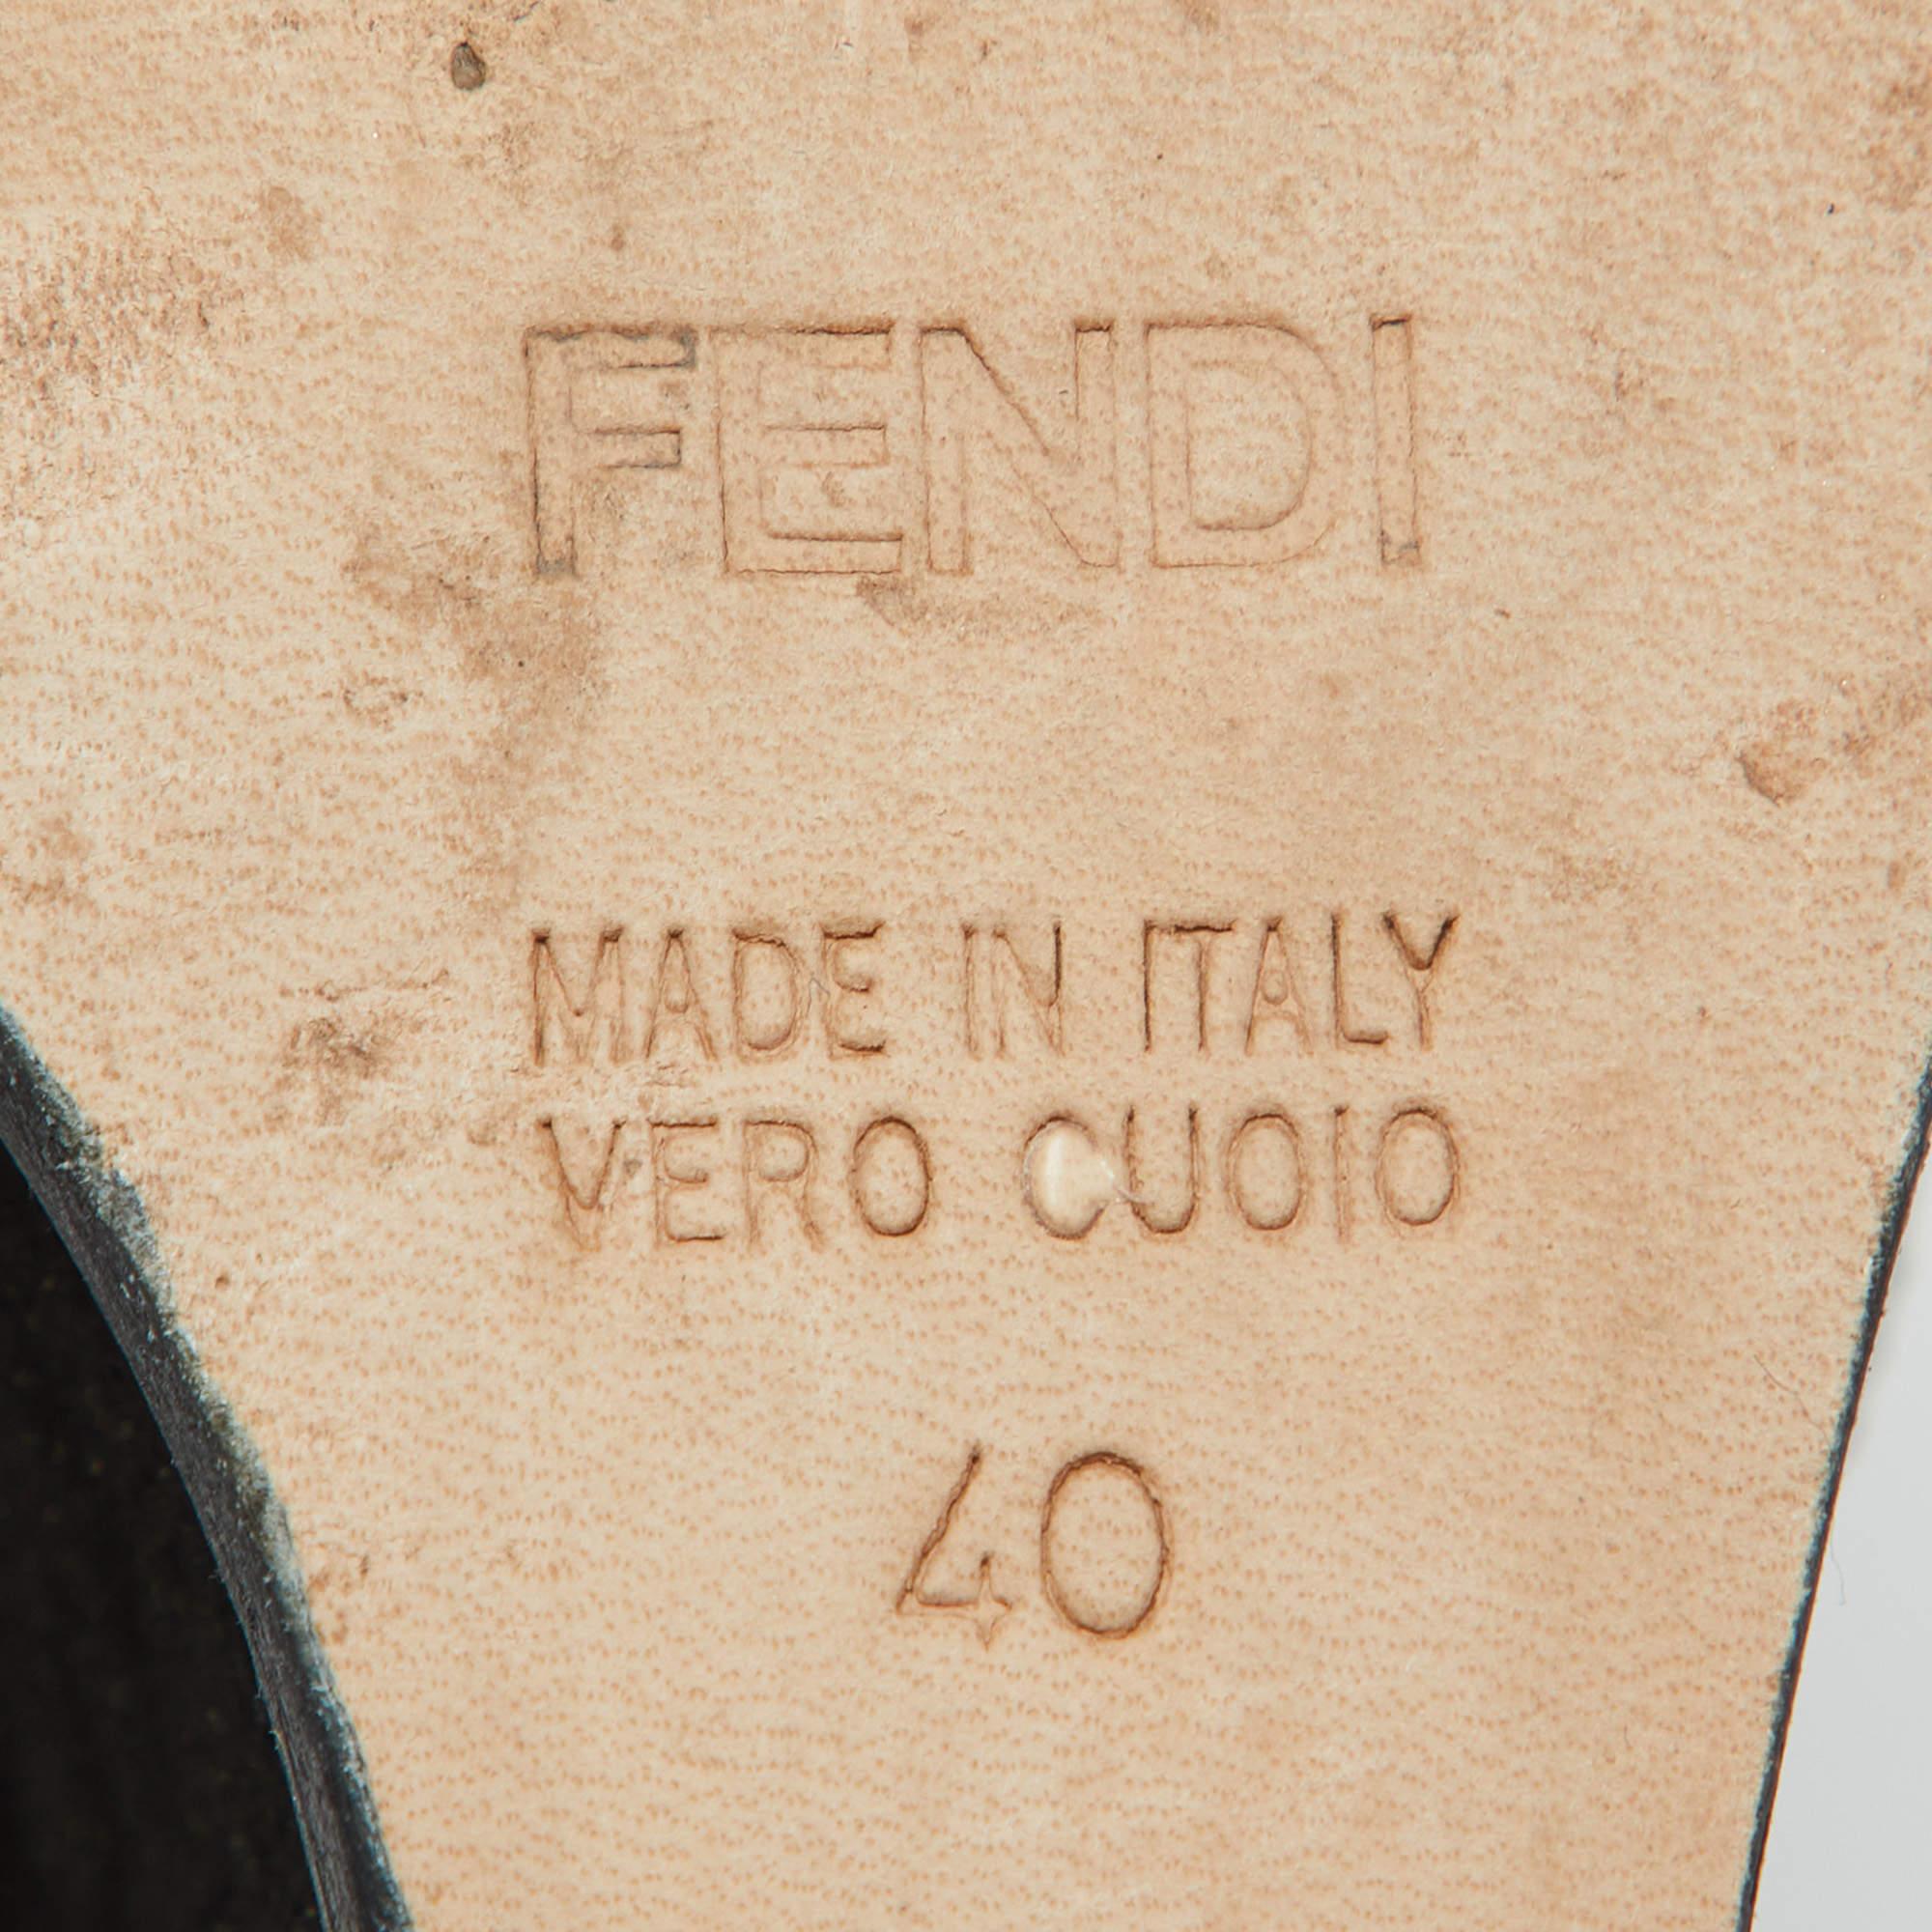 FENDI
MADE IN ITALY
VERO CUOIO
40